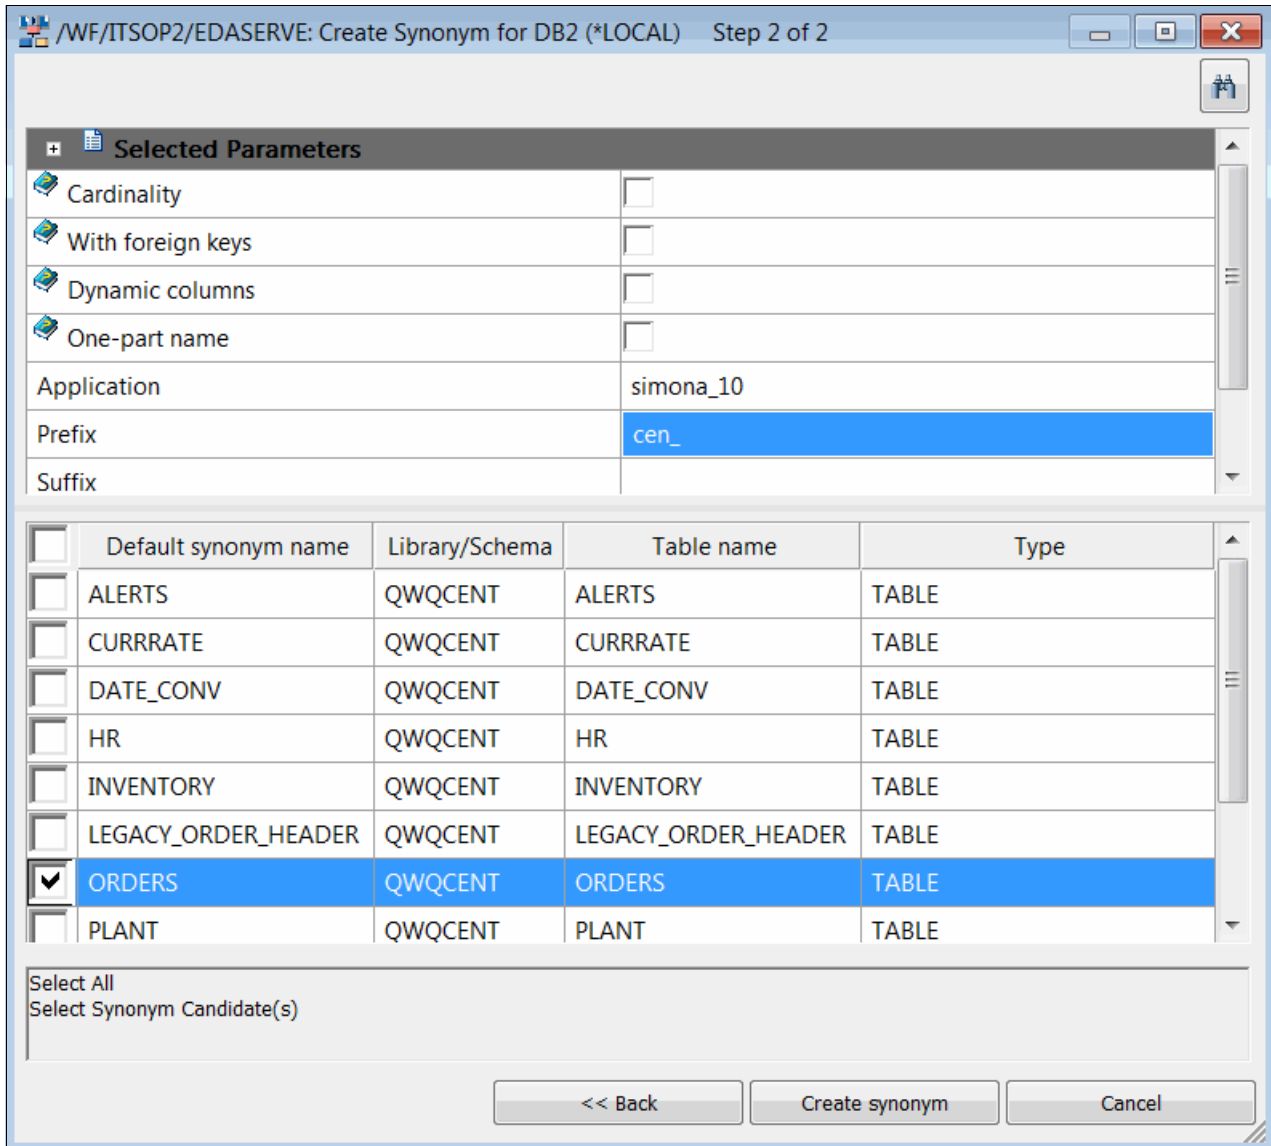 /WF/ITSOP2/EDASERVE: Create Synonym for DB2 (*LOCAL) Step 2 of 2
Selected Parameters
Cardinality
With foreign keys
Dynamic columns
One-part name
Application simona_10
Prefix cen_
Suffix
Default synonym name Library/Schema Table name Type
ALERTS QWQCENT ALERTS TABLE
CURRRATE QWQCENT CURRRATE TABLE
DATE_CONV QWQCENT DATE_CONV TABLE
HR QWQCENT HR TABLE
INVENTORY QWQCENT INVENTORY TABLE
LEGACY_ORDER_HEADER QWQCENT LEGACY_ORDER_HEADER TABLE
ORDERS QWQCENT ORDERS TABLE
PLANT QWQCENT PLANT TABLE
Select All
Select Synonym Candidate(s)
<< Back Create synonym Cancel